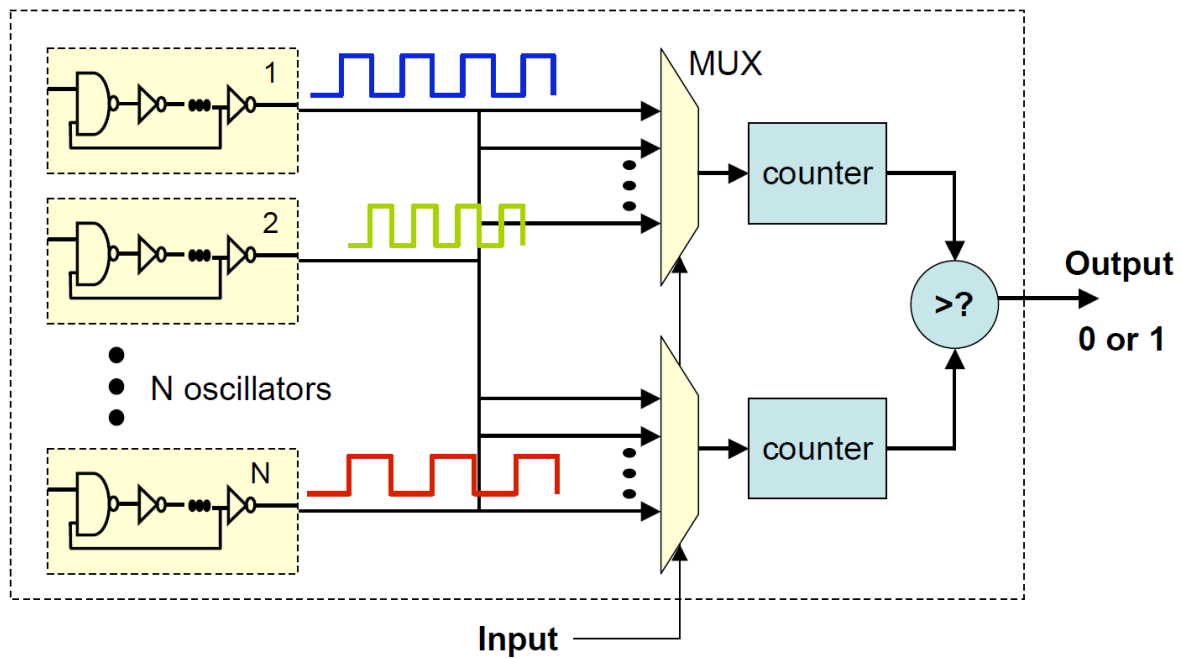 1
MUX
counter
2
Output
>?
0 or 1
N oscillators
counter
N
Input